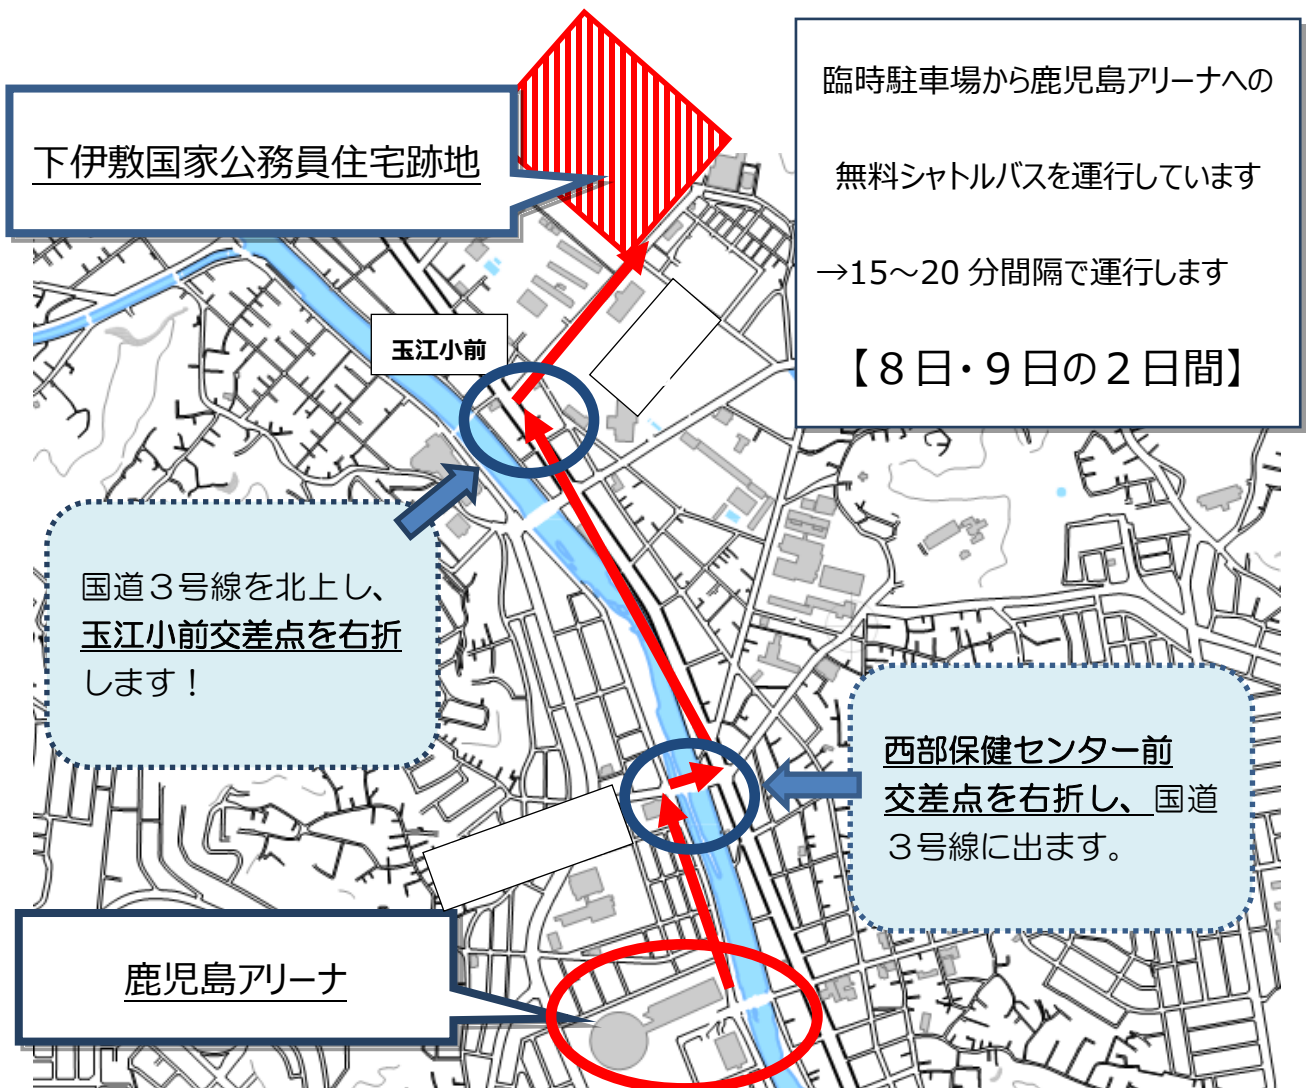 臨時駐車場から鹿児島アリーナへの
無料シャトルバスを運行しています
→15～20 分間隔で運行します
【８日・９日の２日間】
下伊敷国家公務員住宅跡地
玉江小前
国道３号線を北上し、
玉江小前交差点を右折
します！
西部保健センター前
交差点を右折し、国道
３号線に出ます。
鹿児島アリーナ